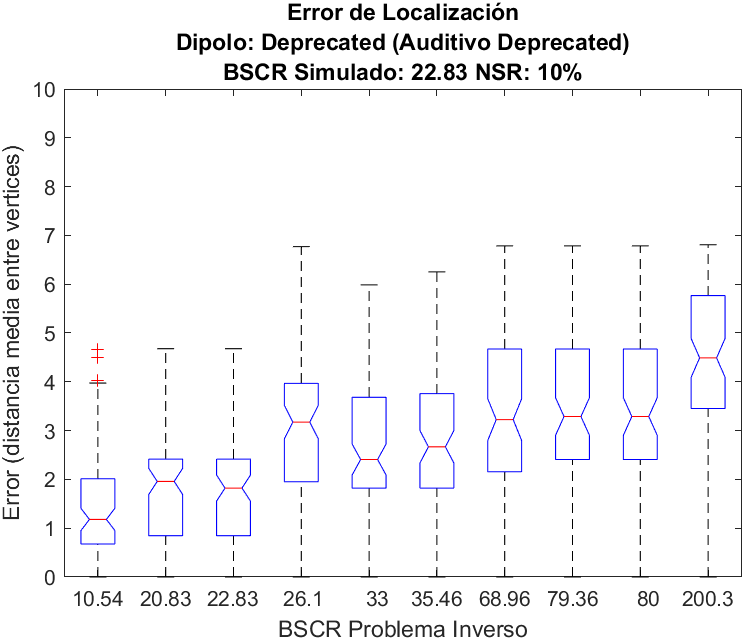 Error de Localización
Dipolo: Deprecated (Auditivo Deprecated)
BSCR Simulado: 22.83 NSR: 10%
Error (distancia media entre vertices)
10
9
8
7
6
5
4
3
2
1
0
10.54 20.83 22.83 26.1 33 35.46 68.96 79.36 80 200.3
BSCR Problema Inverso